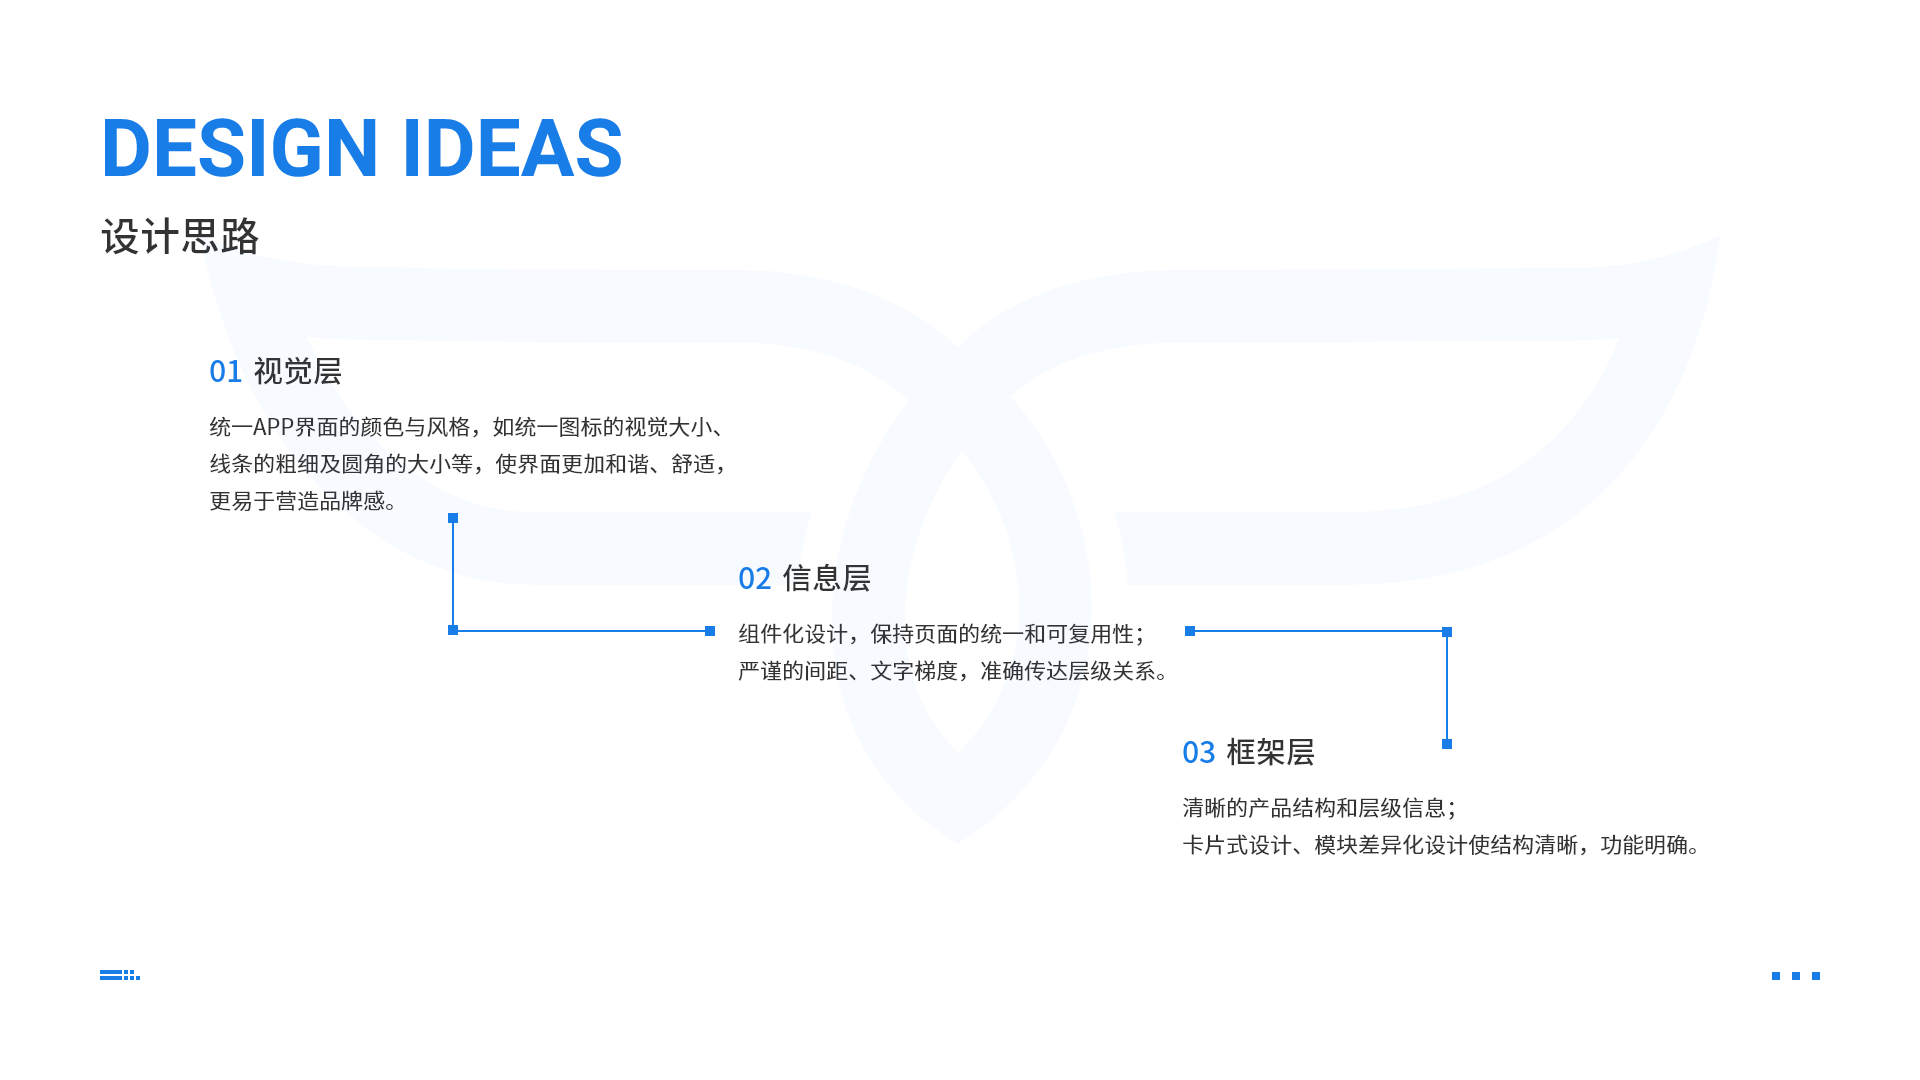 DESIGN IDEAS
设计思路
01 视觉层
统一APP界面的颜色与风格，如统一图标的视觉大小、
线条的粗细及圆角的大小等，使界面更加和谐、舒适，
更易于营造品牌感。
02 信息层
组件化设计，保持页面的统一和可复用性；
严谨的间距、文字梯度，准确传达层级关系。
03 框架层
清晰的产品结构和层级信息；
卡片式设计、模块差异化设计使结构清晰，功能明确。